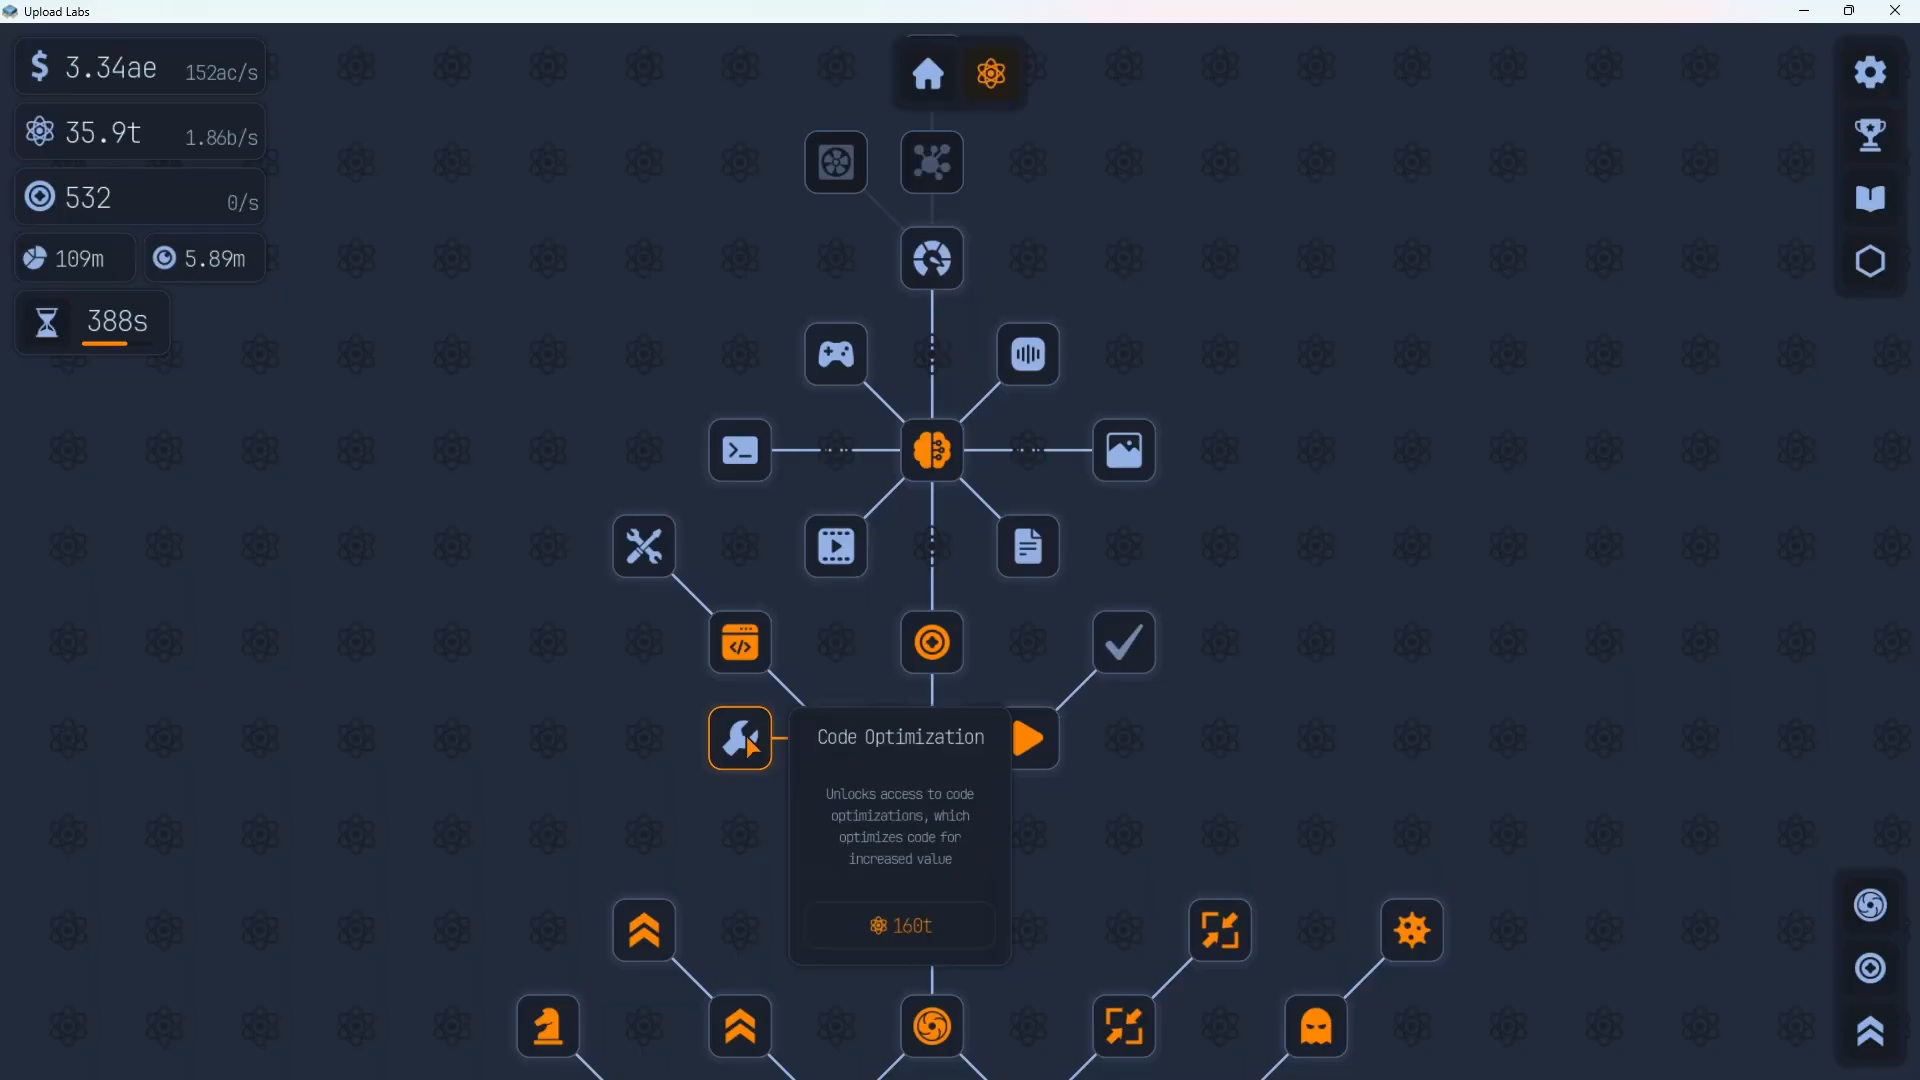 Upload Labs
$ 3.34ae 152ac/s
35.9t 1.86b/s
532 0/s
109m 5.89m
388s
Code Optimization
Unlocks access to code
optimizations, which
optimizes code for
increased value
160t